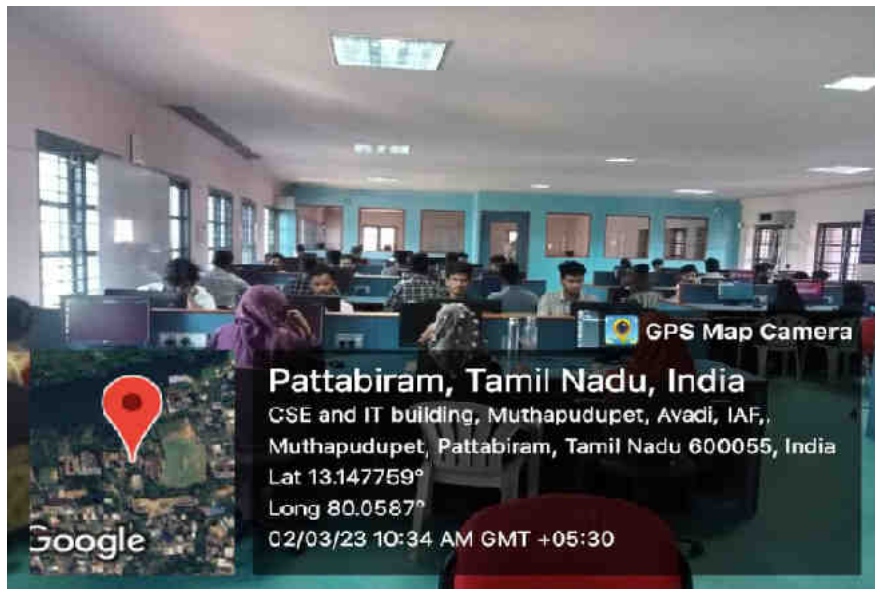 GPS Map Camera
Pattabiram, Tamil Nadu, India
CSE and IT building, Muthapudupet, Avadi, IAF,.
Muthapudupet, Pattabiram, Tamil Nadu 600055, India
Lat 13.147759°
Long 80.0587°
02/03/23 10:34 AM GMT +05:30
Google